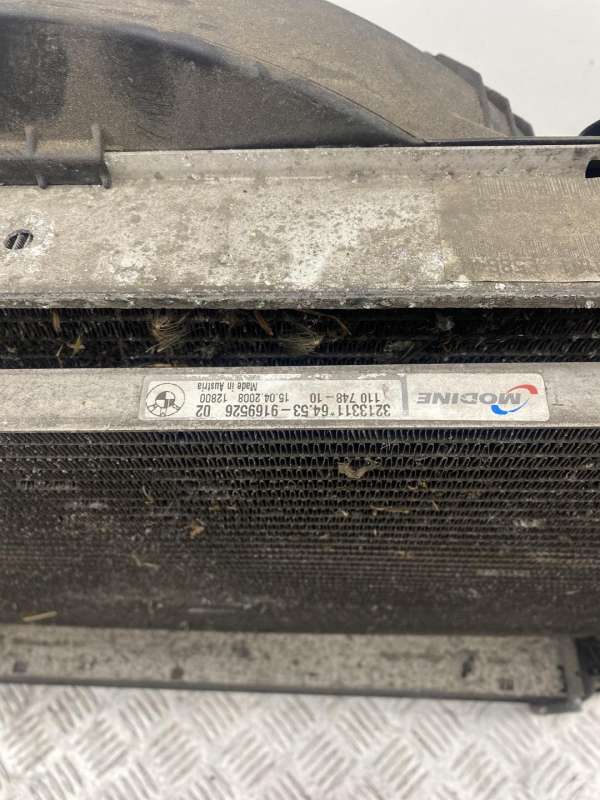 MODINE
3213311*64.53-9169526 02
110 748-10 15.04.2008 12800
Made in Austria